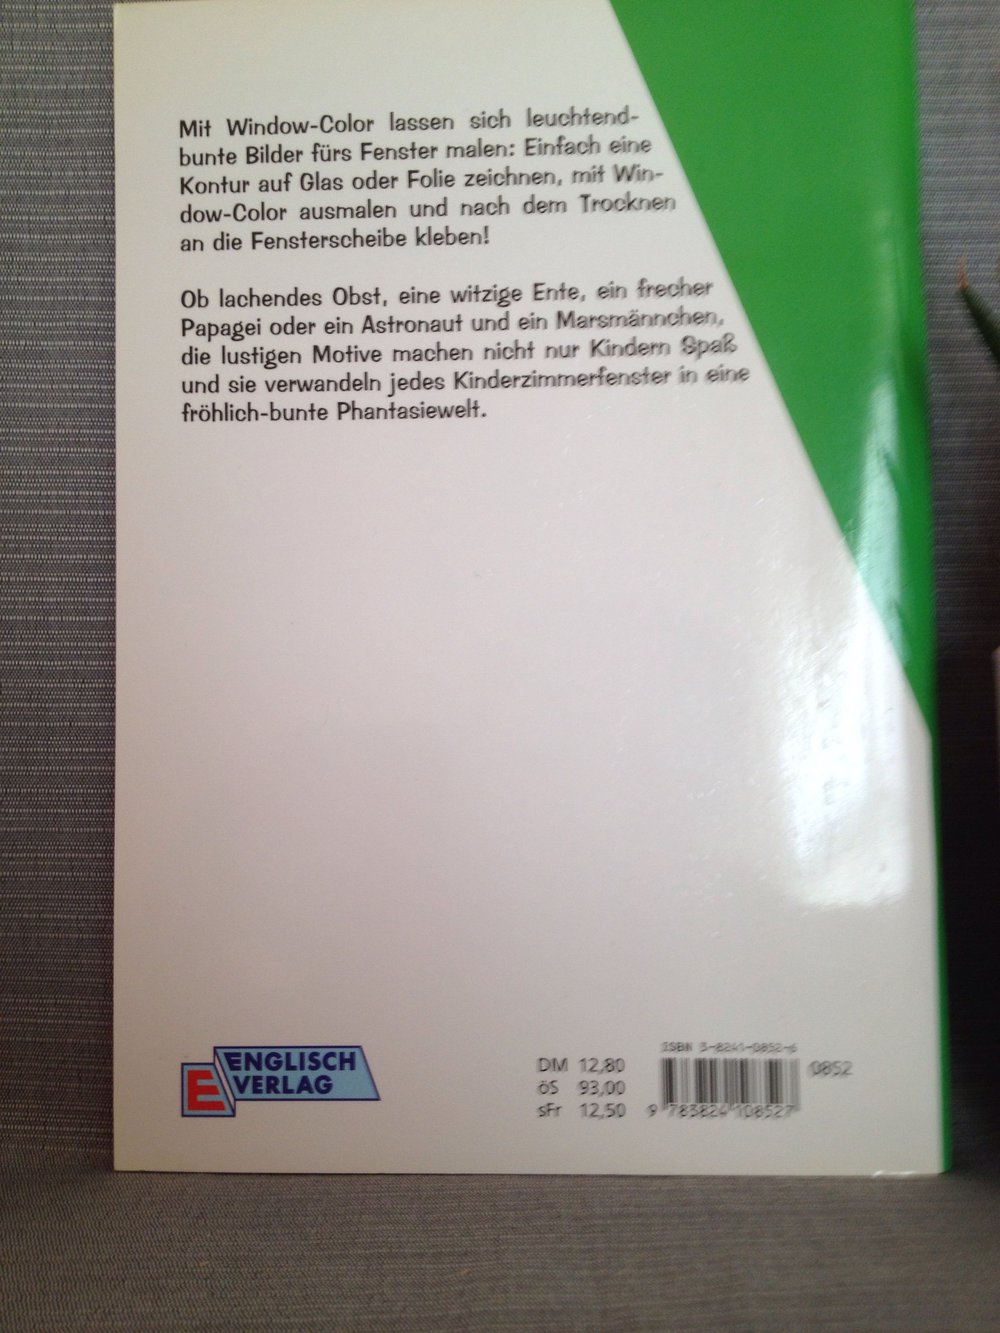 Mit Window-Color lassen sich leuchtend-
bunte Bilder fürs Fenster malen: Einfach eine
Kontur auf Glas oder Folie zeichnen, mit Win-
dow-Color ausmalen und nach dem Trocknen
an die Fensterscheibe kleben!
Ob lachendes Obst, eine witzige Ente, ein frecher
Papagei oder ein Astronaut und ein Marsmännchen,
die lustigen Motive machen nicht nur Kindern Spaß
und sie verwandeln jedes Kinderzimmerfenster in eine
fröhlich-bunte Phantasiewelt.
E ENGLISCH
VERLAG
DM 12,80
öS 93,00
sFr 12,50
ISBN 3-8241-0852-6
0852
9 783824 108527